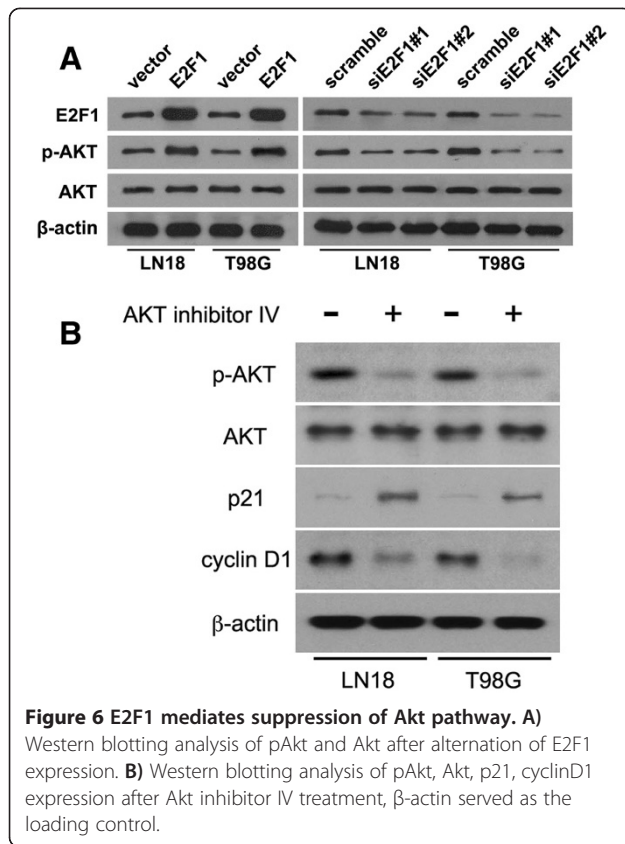 A
vector E2F1 vector E2F1 scramble siE2F1#1 siE2F1#2 scramble siE2F1#1 siE2F1#2
E2F1
p-AKT
AKT
β-actin
LN18 T98G LN18 T98G
B
AKT inhibitor IV - + - +
p-AKT
AKT
p21
cyclin D1
β-actin
LN18 T98G
Figure 6 E2F1 mediates suppression of Akt pathway. A)
Western blotting analysis of pAkt and Akt after alternation of E2F1
expression. B) Western blotting analysis of pAkt, Akt, p21, cyclinD1
expression after Akt inhibitor IV treatment, β-actin served as the
loading control.